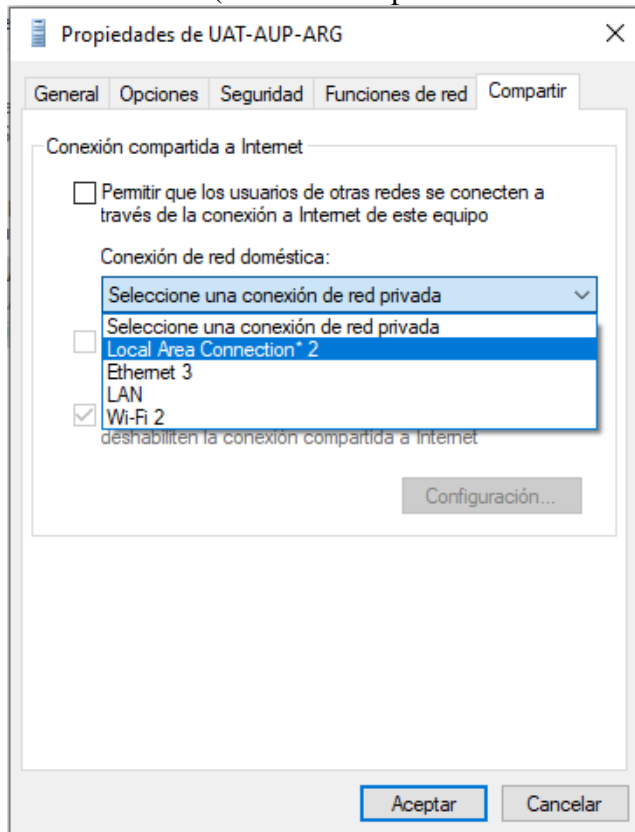 Propiedades de UAT-AUP-ARG
General Opciones Seguridad Funciones de red Compartir
Conexión compartida a Internet
Permitir que los usuarios de otras redes se conecten a
través de la conexión a Internet de este equipo
Conexión de red doméstica:
Seleccione una conexión de red privada
Seleccione una conexión de red privada
Local Area Connection* 2
Ethernet 3
LAN
Wi-Fi 2
deshabiliten la conexión compartida a Internet
Configuración...
Aceptar Cancelar